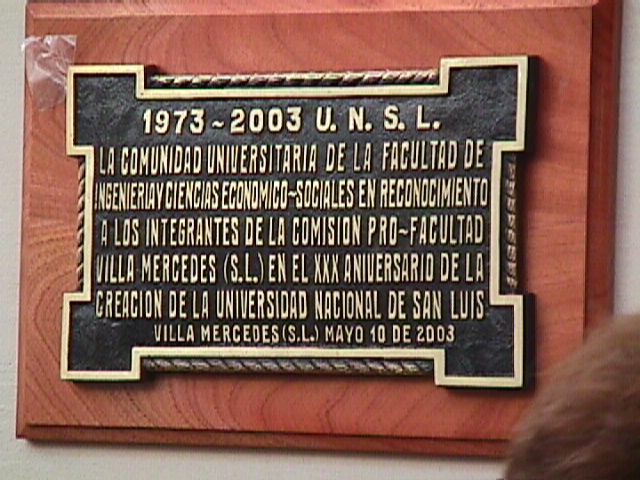 1973~2003 U. N. S. L.
LA COMUNIDAD UNIVERSITARIA DE LA FACULTAD DE
INGENIERIA Y CIENCIAS ECONOMICO~SOCIALES EN RECONOCIMIENTO
A LOS INTEGRANTES DE LA COMISION PRO~FACULTAD
VILLA MERCEDES (S.L.) EN EL XXX ANIVERSARIO DE LA
CREACION DE LA UNIVERSIDAD NACIONAL DE SAN LUIS
VILLA MERCEDES (S.L.) MAYO 10 DE 2003